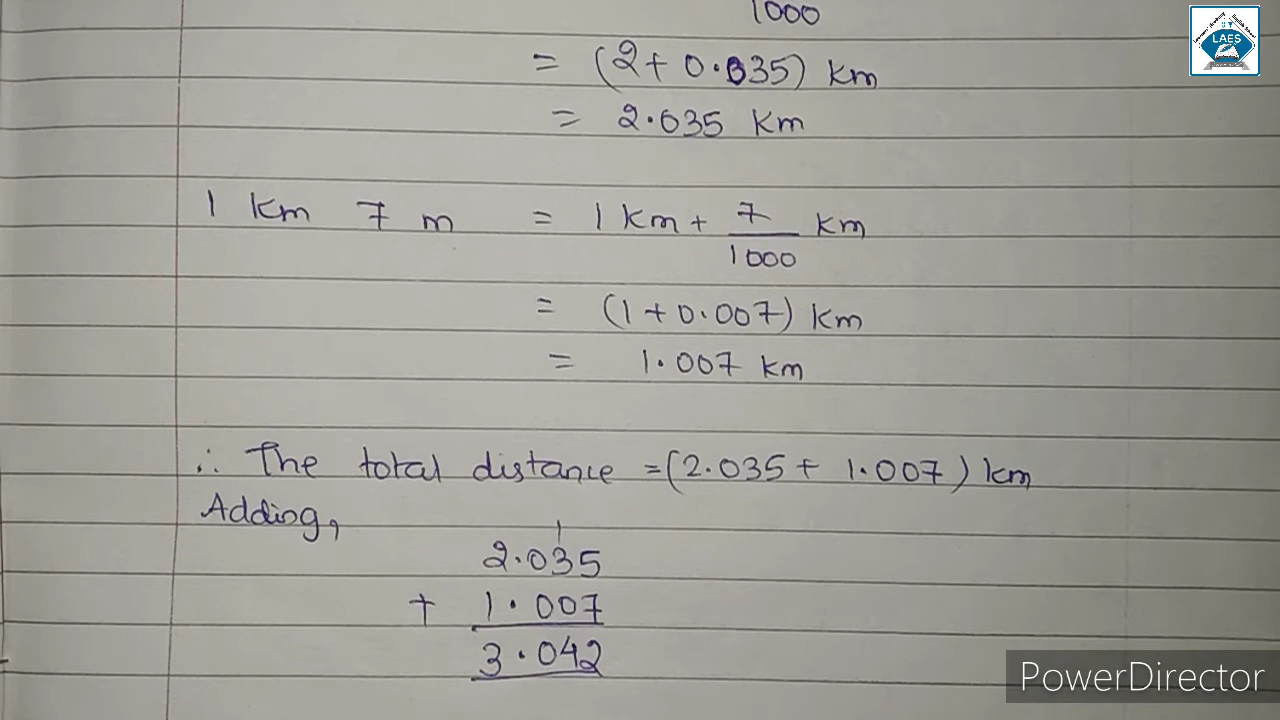 1000
= (2 + 0.035) km
= 2.035 km
1 km 7 m = 1 km + 7/1000 km
= (1 + 0.007) km
= 1.007 km
∴ The total distance = (2.035 + 1.007) km
Adding,
1
2.035
+ 1.007
3.042
LAES
PowerDirector